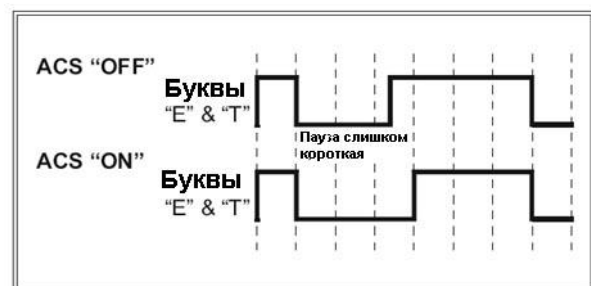 ACS “OFF”
Буквы
“E” & “T”
Пауза слишком
короткая
ACS “ON”
Буквы
“E” & “T”